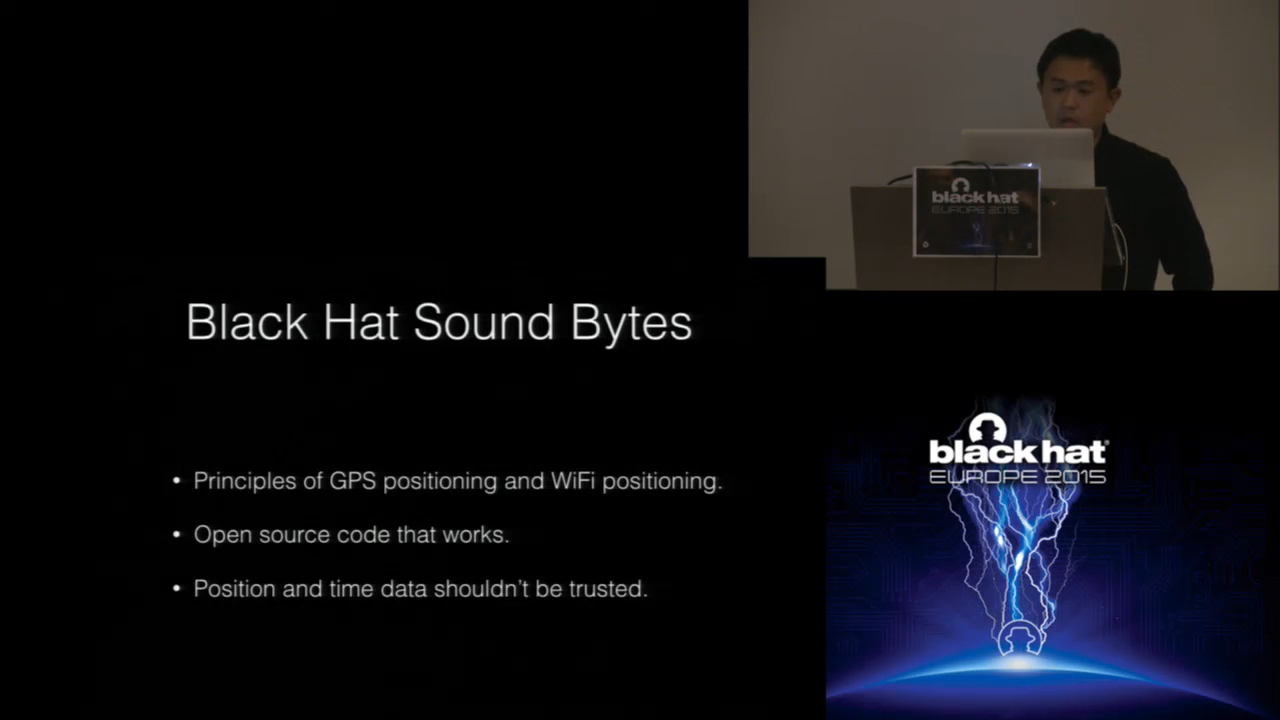 black hat
EUROPE 2015
Black Hat Sound Bytes
• Principles of GPS positioning and WiFi positioning.
• Open source code that works.
• Position and time data shouldn't be trusted.
black hat®
EUROPE 2015